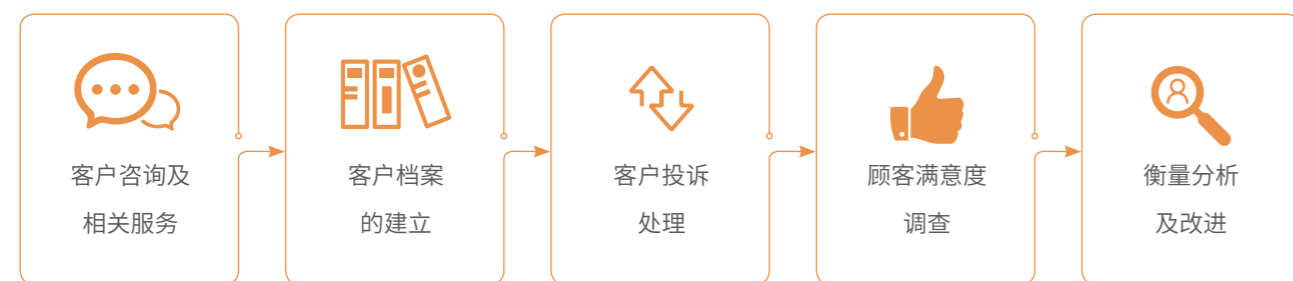 客户咨询及
相关服务
客户档案
的建立
客户投诉
处理
顾客满意度
调查
衡量分析
及改进